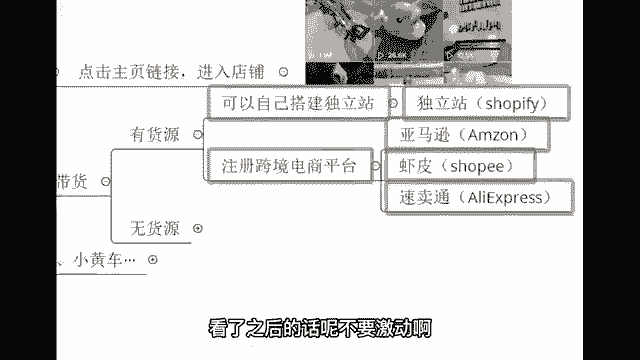 点击主页链接，进入店铺
可以自己搭建独立站
独立站（shopify）
有货源
亚马逊（Amzon）
注册跨境电商平台
虾皮（shopee）
带货
速卖通（AliExpress）
无货源
、小黄车…
看了之后的话呢不要激动啊